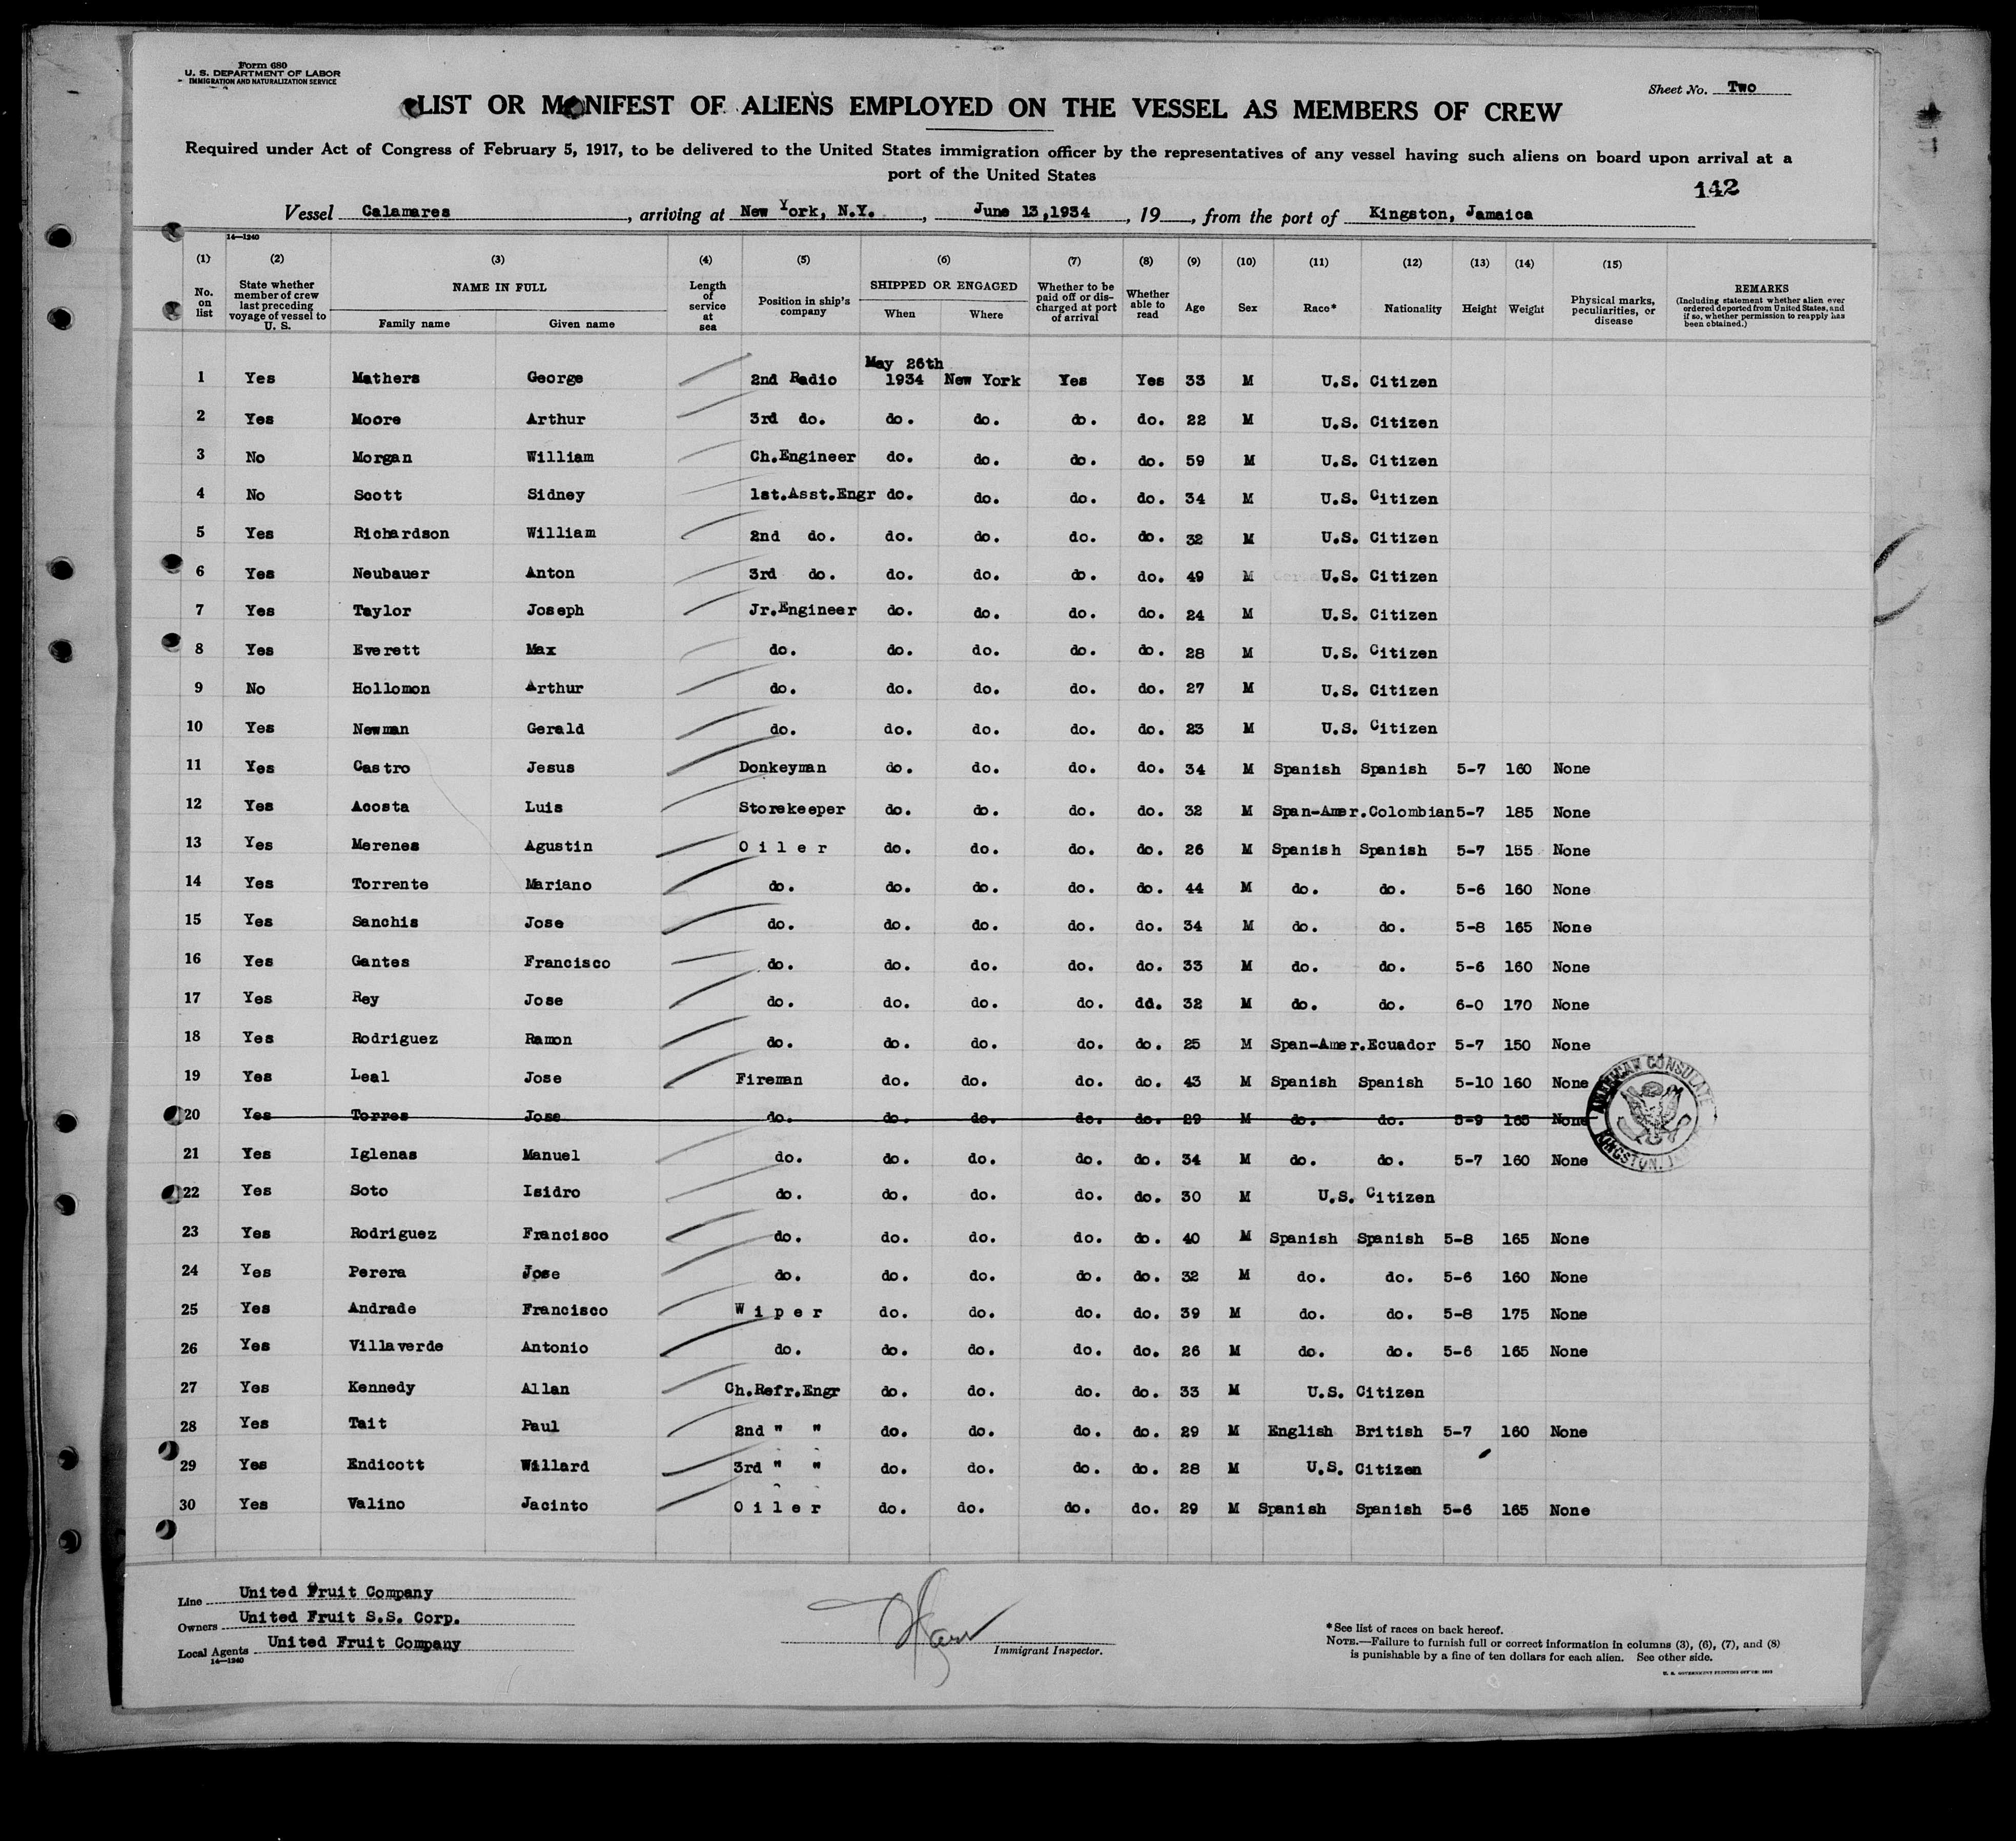 Form 680
U. S. DEPARTMENT OF LABOR
IMMIGRATION AND NATURALIZATION SERVICE
Sheet No. Two
LIST OR MANIFEST OF ALIENS EMPLOYED ON THE VESSEL AS MEMBERS OF CREW
Required under Act of Congress of February 5, 1917, to be delivered to the United States immigration officer by the representatives of any vessel having such aliens on board upon arrival at a
port of the United States
142
Vessel Calamares, arriving at New York, N.Y., June 13,1934, 19, from the port of Kingston, Jamaica
14—1240
(1) (2) (3) (4) (5) (6) (7) (8) (9) (10) (11) (12) (13) (14) (15)
No. on list State whether member of crew last preceding voyage of vessel to U. S. NAME IN FULL Family name Given name Length of service at sea Position in ship's company SHIPPED OR ENGAGED When Where Whether to be paid off or discharged at port of arrival Whether able to read Age Sex Race* Nationality Height Weight Physical marks, peculiarities, or disease REMARKS (Including statement whether alien ever ordered deported from United States, and if so, whether permission to reapply has been obtained.)
May 26th
1 Yes Mathers George 2nd Radio 1934 New York Yes Yes 33 M U.S. Citizen
2 Yes Moore Arthur 3rd do. do. do. do. do. 22 M U.S. Citizen
3 No Morgan William Ch.Engineer do. do. do. do. 59 M U.S. Citizen
4 No Scott Sidney 1st.Asst.Engr do. do. do. do. 34 M U.S. Citizen
5 Yes Richardson William 2nd do. do. do. do. do. 32 M U.S. Citizen
6 Yes Neubauer Anton 3rd do. do. do. do. do. 49 M U.S. Citizen
7 Yes Taylor Joseph Jr.Engineer do. do. do. do. 24 M U.S. Citizen
8 Yes Everett Max do. do. do. do. do. 28 M U.S. Citizen
9 No Hollomon Arthur do. do. do. do. do. 27 M U.S. Citizen
10 Yes Newman Gerald do. do. do. do. do. 23 M U.S. Citizen
11 Yes Castro Jesus Donkeyman do. do. do. do. 34 M Spanish Spanish 5-7 160 None
12 Yes Acosta Luis Storekeeper do. do. do. do. 32 M Span-Amer.Colombian 5-7 185 None
13 Yes Merenes Agustin Oiler do. do. do. do. 26 M Spanish Spanish 5-7 155 None
14 Yes Torrente Mariano do. do. do. do. do. 44 M do. do. 5-6 160 None
15 Yes Sanchis Jose do. do. do. do. do. 34 M do. do. 5-8 165 None
16 Yes Gantes Francisco do. do. do. do. do. 33 M do. do. 5-6 160 None
17 Yes Rey Jose do. do. do. do. dd. 32 M do. do. 6-0 170 None
18 Yes Rodriguez Ramon do. do. do. do. do. 25 M Span-Amer.Ecuador 5-7 150 None
19 Yes Leal Jose Fireman do. do. do. do. 43 M Spanish Spanish 5-10 160 None
20 Yes Torres Jose do. do. do. do. do. 29 M do. do. 5-9 165 None
AMERICAN CONSULATE
KINGSTON,
21 Yes Iglenas Manuel do. do. do. do. do. 34 M do. do. 5-7 160 None
22 Yes Soto Isidro do. do. do. do. do. 30 M U.S. Citizen
23 Yes Rodriguez Francisco do. do. do. do. do. 40 M Spanish Spanish 5-8 165 None
24 Yes Perera Jose do. do. do. do. do. 32 M do. do. 5-6 160 None
25 Yes Andrade Francisco Wiper do. do. do. do. 39 M do. do. 5-8 175 None
26 Yes Villaverde Antonio do. do. do. do. do. 26 M do. do. 5-6 165 None
27 Yes Kennedy Allan Ch.Refr.Engr do. do. do. do. 33 M U.S. Citizen
28 Yes Tait Paul 2nd " " do. do. do. do. 29 M English British 5-7 160 None
29 Yes Endicott Willard 3rd " " do. do. do. do. 28 M U.S. Citizen
30 Yes Valino Jacinto Oiler do. do. do. do. 29 M Spanish Spanish 5-6 165 None
Line United Fruit Company
Owners United Fruit S.S. Corp.
Local Agents United Fruit Company
14—1240
Immigrant Inspector.
*See list of races on back hereof.
NOTE.—Failure to furnish full or correct information in columns (3), (6), (7), and (8)
is punishable by a fine of ten dollars for each alien. See other side.
U. S. GOVERNMENT PRINTING OFFICE: